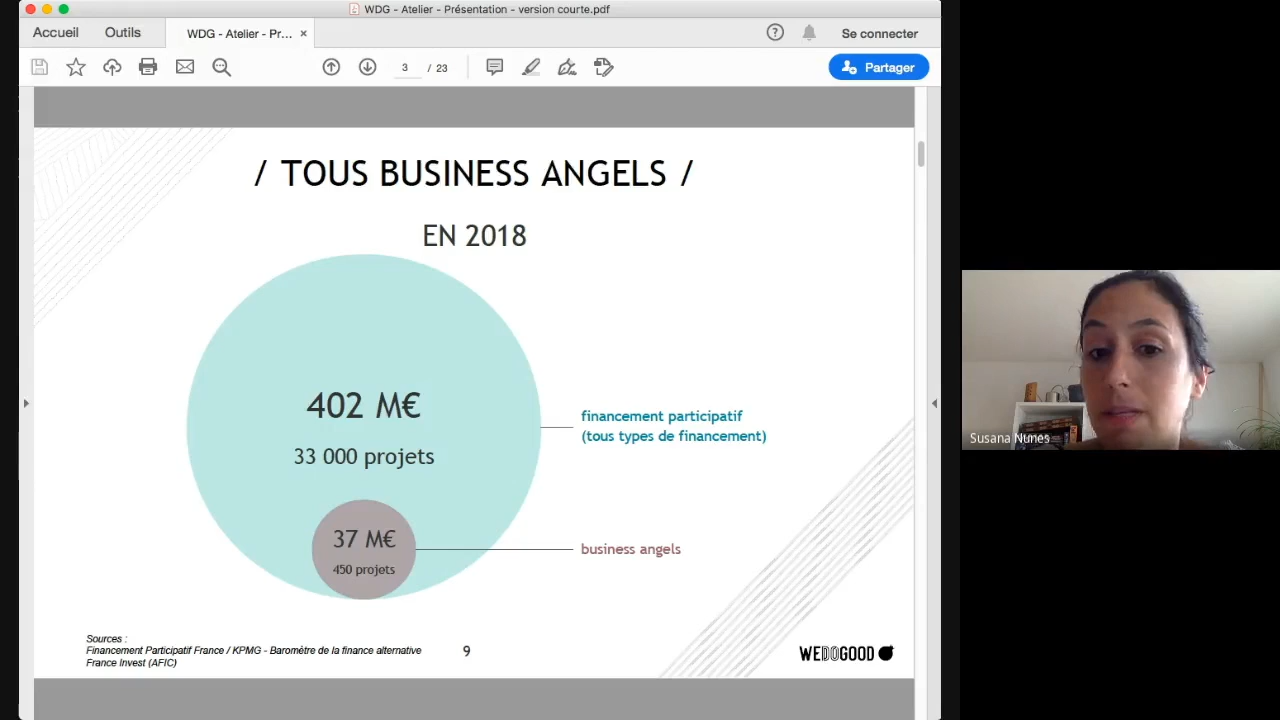 WDG - Atelier - Présentation - version courte.pdf
Accueil
Outils
WDG - Atelier - Pr... ×
? Se connecter
3 / 23
Partager
/ TOUS BUSINESS ANGELS /
EN 2018
402 M€
33 000 projets
financement participatif
(tous types de financement)
37 M€
450 projets
business angels
Sources :
Financement Participatif France / KPMG - Baromètre de la finance alternative
France Invest (AFIC)
9
WEDOGOOD
Susana Nunes